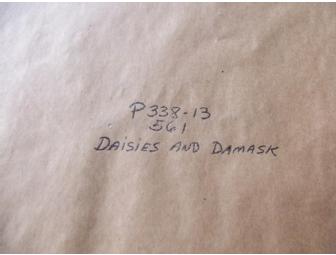 P338-13
561
DAISIES AND DAMASK